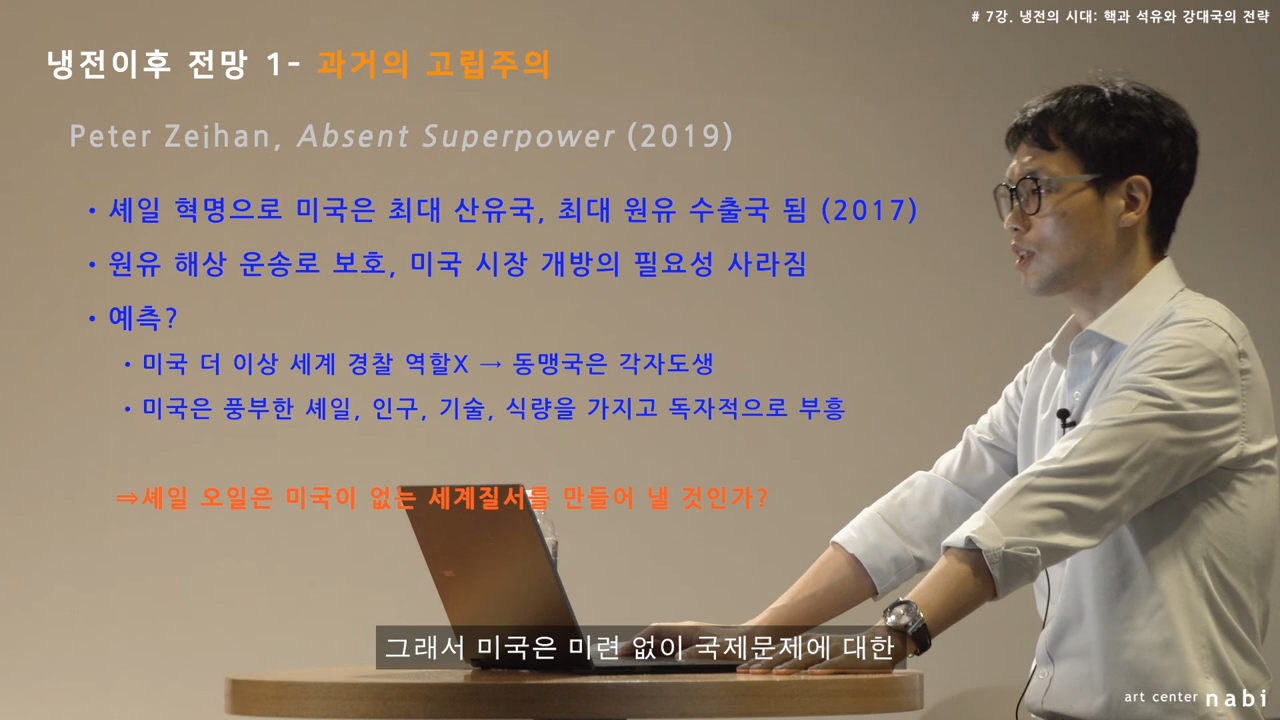 # 7강. 냉전의 시대: 핵과 석유와 강대국의 전략
냉전이후 전망 1- 과거의 고립주의
Peter Zeihan, Absent Superpower (2019)
• 셰일 혁명으로 미국은 최대 산유국, 최대 원유 수출국 됨 (2017)
• 원유 해상 운송로 보호, 미국 시장 개방의 필요성 사라짐
• 예측?
• 미국 더 이상 세계 경찰 역할X → 동맹국은 각자도생
• 미국은 풍부한 셰일, 인구, 기술, 식량을 가지고 독자적으로 부흥
⇒셰일 오일은 미국이 없는 세계질서를 만들어 낼 것인가?
그래서 미국은 미련 없이 국제문제에 대한
art center nabi